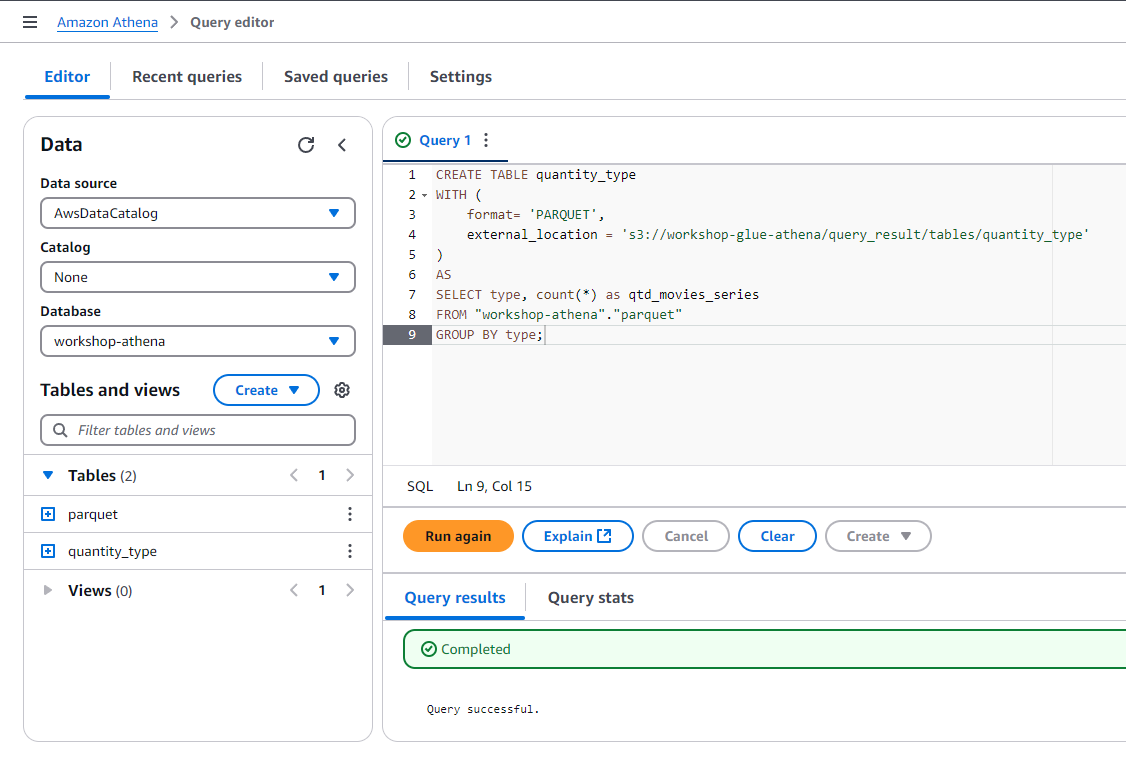 Amazon Athena > Query editor
Editor Recent queries Saved queries Settings
Data
Data source
AwsDataCatalog
Catalog
None
Database
workshop-athena
Tables and views Create
Filter tables and views
Tables (2) < 1 >
parquet
quantity_type
Views (0) < 1 >
Query 1
1 CREATE TABLE quantity_type
2 WITH (
3 format= 'PARQUET',
4 external_location = 's3://workshop-glue-athena/query_result/tables/quantity_type'
5 )
6 AS
7 SELECT type, count(*) as qtd_movies_series
8 FROM "workshop-athena"."parquet"
9 GROUP BY type;
SQL Ln 9, Col 15
Run again Explain Cancel Clear Create
Query results Query stats
Completed
Query successful.